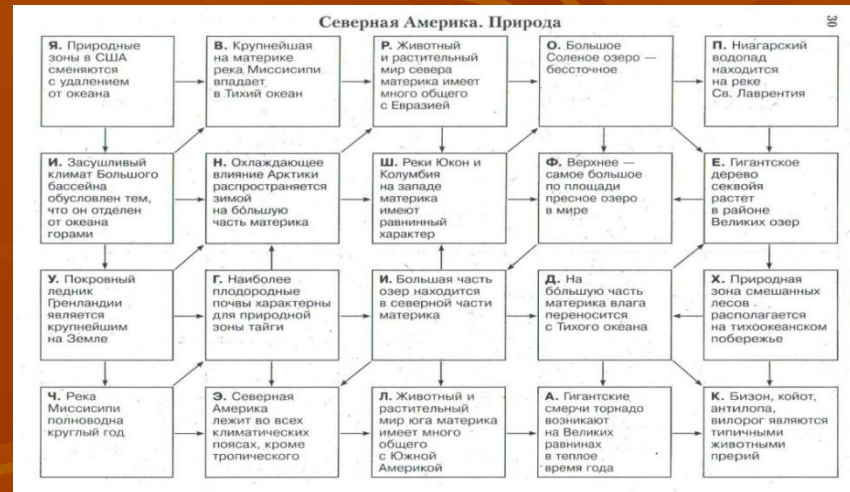 Северная Америка. Природа
30
Я. Природные
зоны в США
сменяются
с удалением
от океана
В. Крупнейшая
на материке
река Миссисипи
впадает
в Тихий океан
Р. Животный
и растительный
мир севера
материка имеет
много общего
с Евразией
О. Большое
Соленое озеро —
бессточное
П. Ниагарский
водопад
находится
на реке
Св. Лаврентия
И. Засушливый
климат Большого
бассейна
обусловлен тем,
что он отделен
от океана
горами
Н. Охлаждающее
влияние Арктики
распространяется
зимой
на бо́льшую
часть материка
Ш. Реки Юкон и
Колумбия
на западе
материка
имеют
равнинный
характер
Ф. Верхнее —
самое большое
по площади
пресное озеро
в мире
Е. Гигантское
дерево
секвойя
растет
в районе
Великих озер
У. Покровный
ледник
Гренландии
является
крупнейшим
на Земле
Г. Наиболее
плодородные
почвы характерны
для природной
зоны тайги
И. Большая часть
озер находится
в северной части
материка
Д. На
бо́льшую часть
материка влага
переносится
с Тихого океана
Х. Природная
зона смешанных
лесов
располагается
на тихоокеанском
побережье
Ч. Река
Миссисипи
полноводна
круглый год
Э. Северная
Америка
лежит во всех
климатических
поясах, кроме
тропического
Л. Животный и
растительный
мир юга материка
имеет много
общего
с Южной
Америкой
А. Гигантские
смерчи торнадо
возникают
на Великих
равнинах
в теплое
время года
К. Бизон, койот,
антилопа,
вилорог являются
типичными
животными
прерий